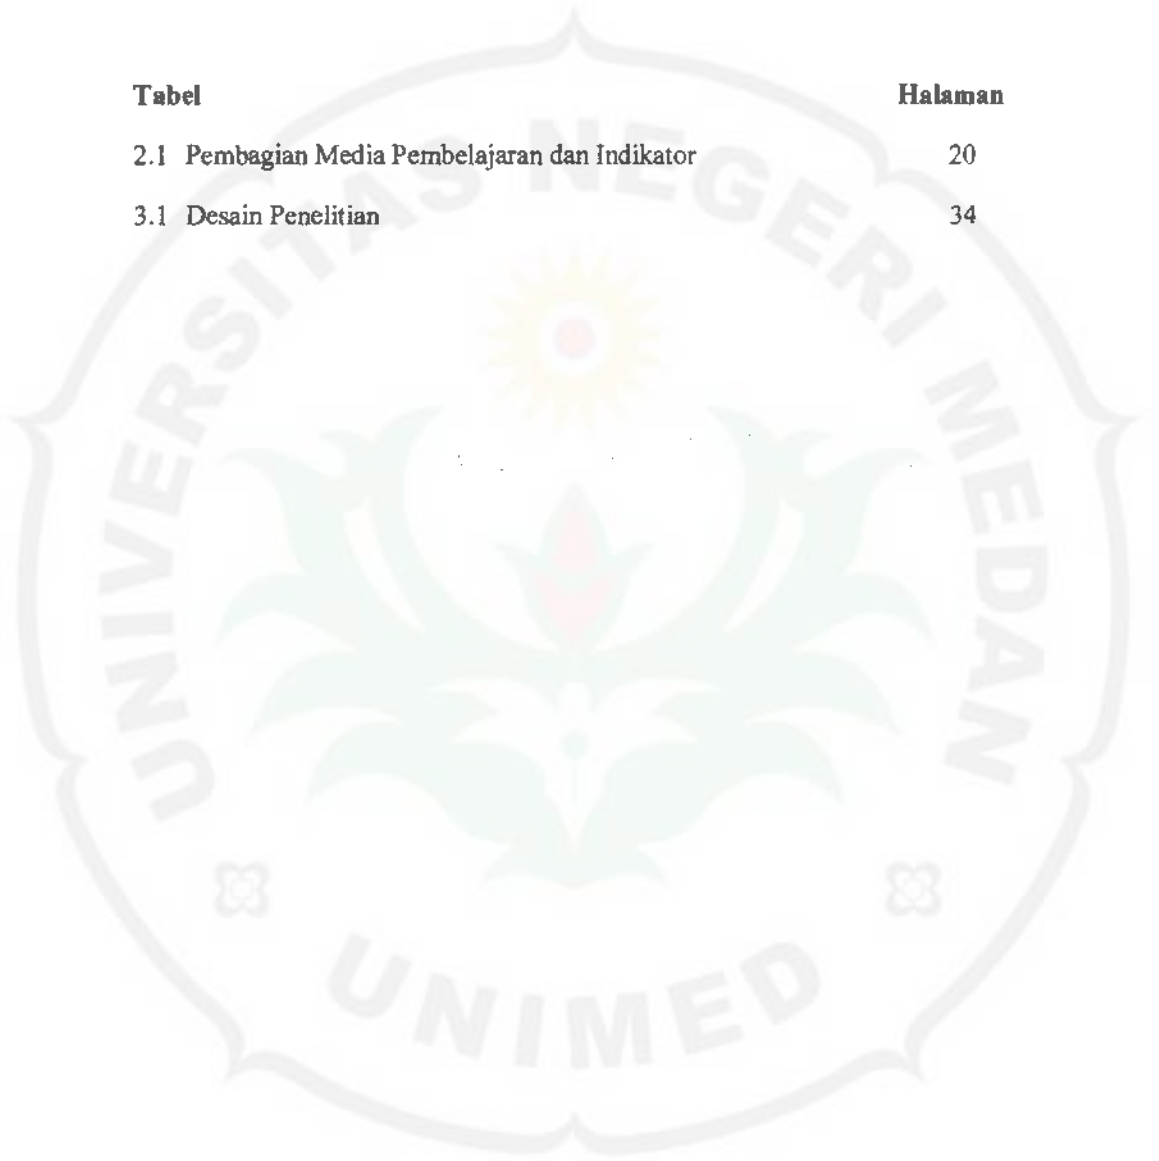 Tabel Halaman
2.1 Pembagian Media Pembelajaran dan Indikator 20
3.1 Desain Penelitian 34
UNIVERSITAS NEGERI MEDAN
UNIMED